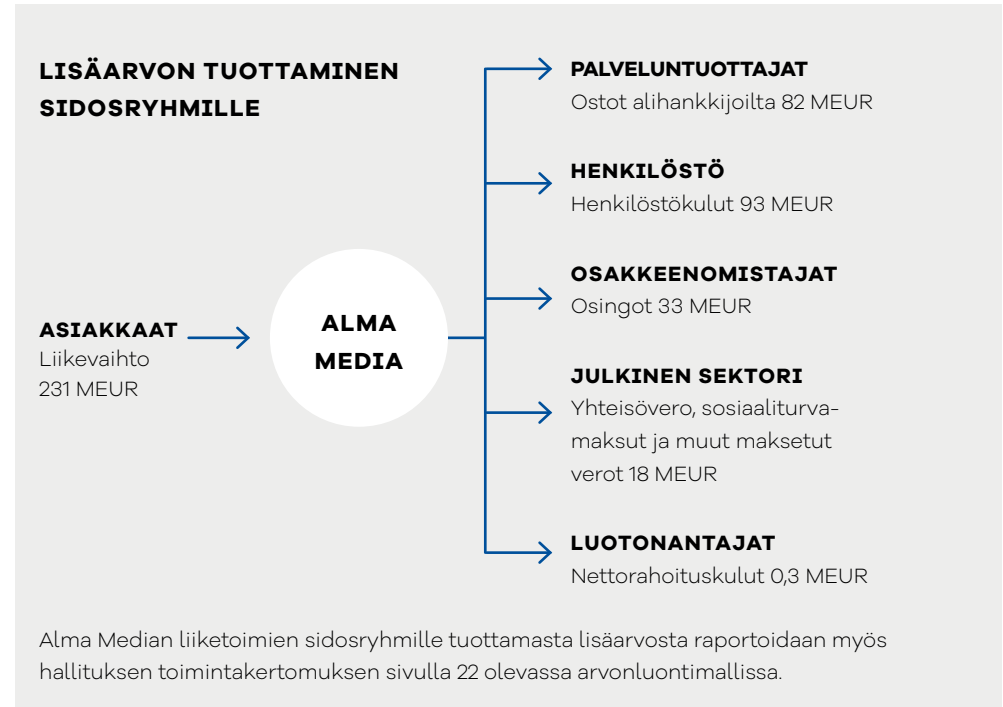 LISÄARVON TUOTTAMINEN
SIDOSRYHMILLE
ASIAKKAAT
Liikevaihto
231 MEUR
ALMA
MEDIA
PALVELUNTUOTTAJAT
Ostot alihankkijoilta 82 MEUR
HENKILÖSTÖ
Henkilöstökulut 93 MEUR
OSAKKEENOMISTAJAT
Osingot 33 MEUR
JULKINEN SEKTORI
Yhteisövero, sosiaaliturva-
maksut ja muut maksetut
verot 18 MEUR
LUOTONANTAJAT
Nettorahoituskulut 0,3 MEUR
Alma Median liiketoimien sidosryhmille tuottamasta lisäarvosta raportoidaan myös
hallituksen toimintakertomuksen sivulla 22 olevassa arvonluontimallissa.